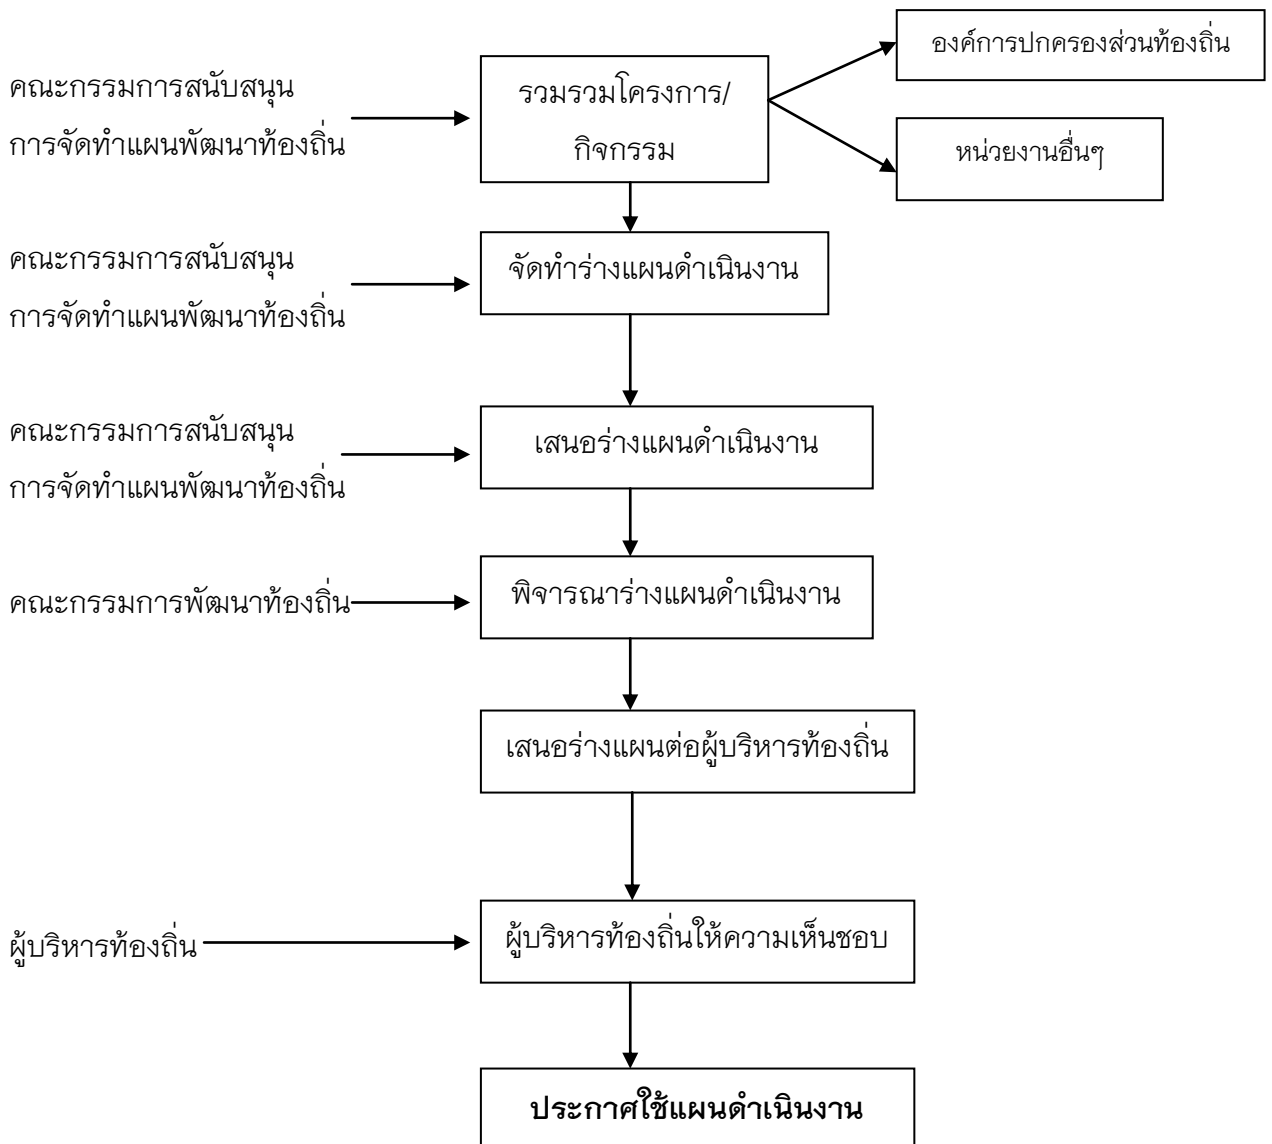 องค์การปกครองส่วนท้องถิ่น
คณะกรรมการสนับสนุน
การจัดทำแผนพัฒนาท้องถิ่น
รวมรวมโครงการ/
กิจกรรม
หน่วยงานอื่นๆ
คณะกรรมการสนับสนุน
การจัดทำแผนพัฒนาท้องถิ่น
จัดทำร่างแผนดำเนินงาน
คณะกรรมการสนับสนุน
การจัดทำแผนพัฒนาท้องถิ่น
เสนอร่างแผนดำเนินงาน
คณะกรรมการพัฒนาท้องถิ่น
พิจารณาร่างแผนดำเนินงาน
เสนอร่างแผนต่อผู้บริหารท้องถิ่น
ผู้บริหารท้องถิ่น
ผู้บริหารท้องถิ่นให้ความเห็นชอบ
ประกาศใช้แผนดำเนินงาน